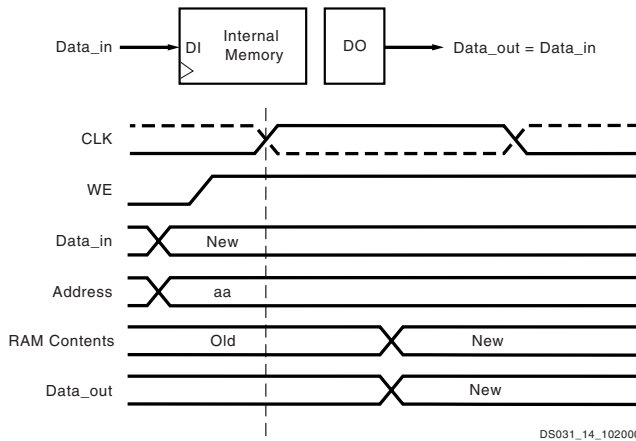 Data_in
DI
Internal
Memory
DO
Data_out = Data_in
CLK
WE
Data_in
New
Address
aa
RAM Contents
Old
New
Data_out
New
DS031_14_102000